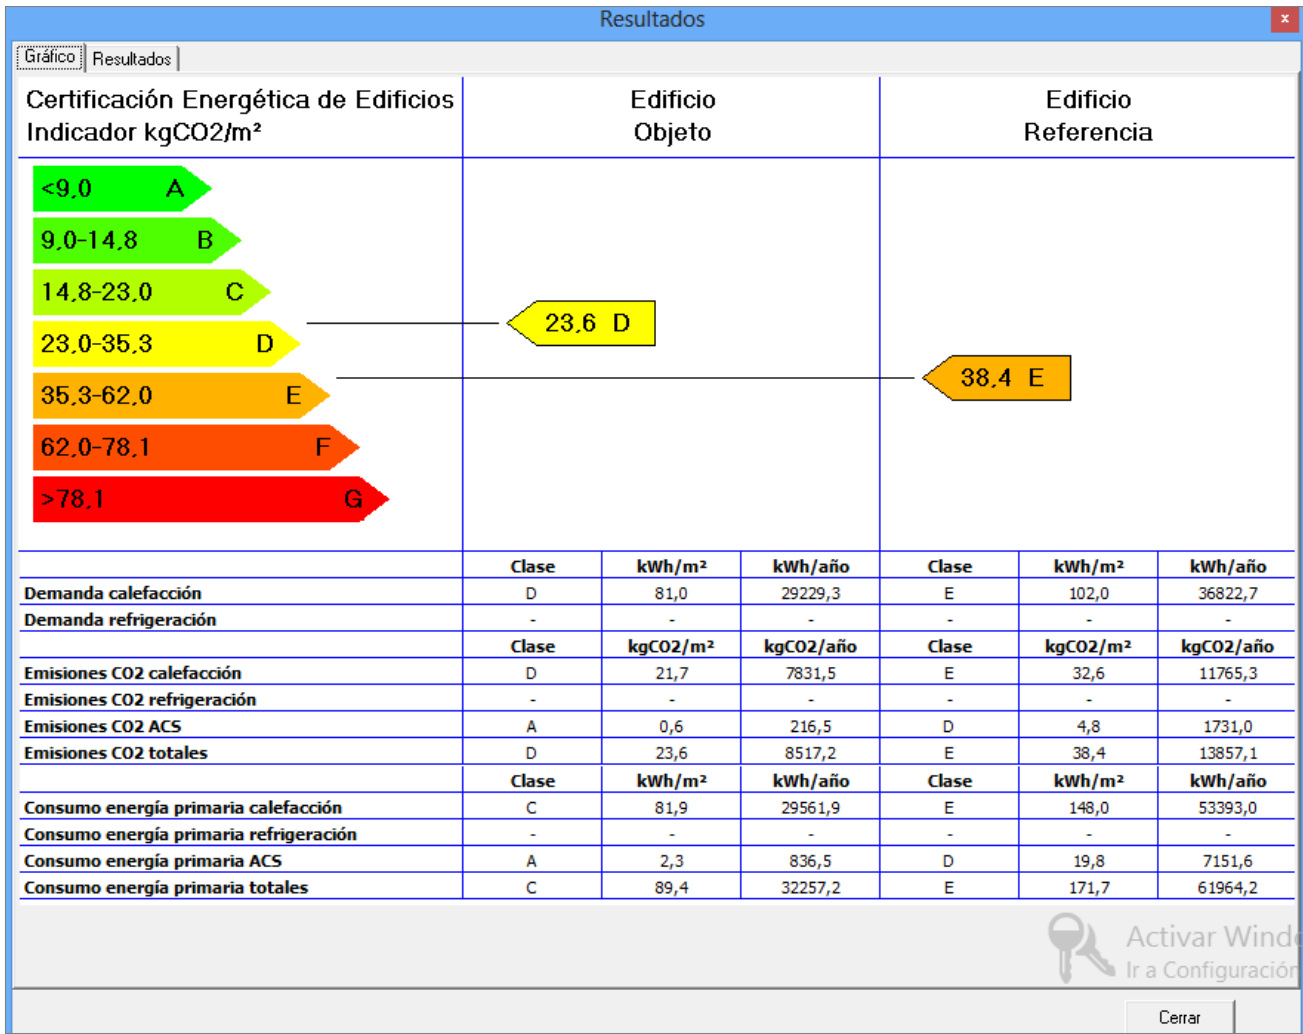 Resultados
x
Gráfico Resultados
Certificación Energética de Edificios
Indicador kgCO2/m²
Edificio
Objeto
Edificio
Referencia
<9,0 A
9,0-14,8 B
14,8-23,0 C
23,6 D
23,0-35,3 D
38,4 E
35,3-62,0 E
62,0-78,1 F
>78,1 G
Clase kWh/m² kWh/año Clase kWh/m² kWh/año
Demanda calefacción D 81,0 29229,3 E 102,0 36822,7
Demanda refrigeración - - - - - -
Clase kgCO2/m² kgCO2/año Clase kgCO2/m² kgCO2/año
Emisiones CO2 calefacción D 21,7 7831,5 E 32,6 11765,3
Emisiones CO2 refrigeración - - - - - -
Emisiones CO2 ACS A 0,6 216,5 D 4,8 1731,0
Emisiones CO2 totales D 23,6 8517,2 E 38,4 13857,1
Clase kWh/m² kWh/año Clase kWh/m² kWh/año
Consumo energía primaria calefacción C 81,9 29561,9 E 148,0 53393,0
Consumo energía primaria refrigeración - - - - - -
Consumo energía primaria ACS A 2,3 836,5 D 19,8 7151,6
Consumo energía primaria totales C 89,4 32257,2 E 171,7 61964,2
Activar Wind
Ir a Configuración
Cerrar